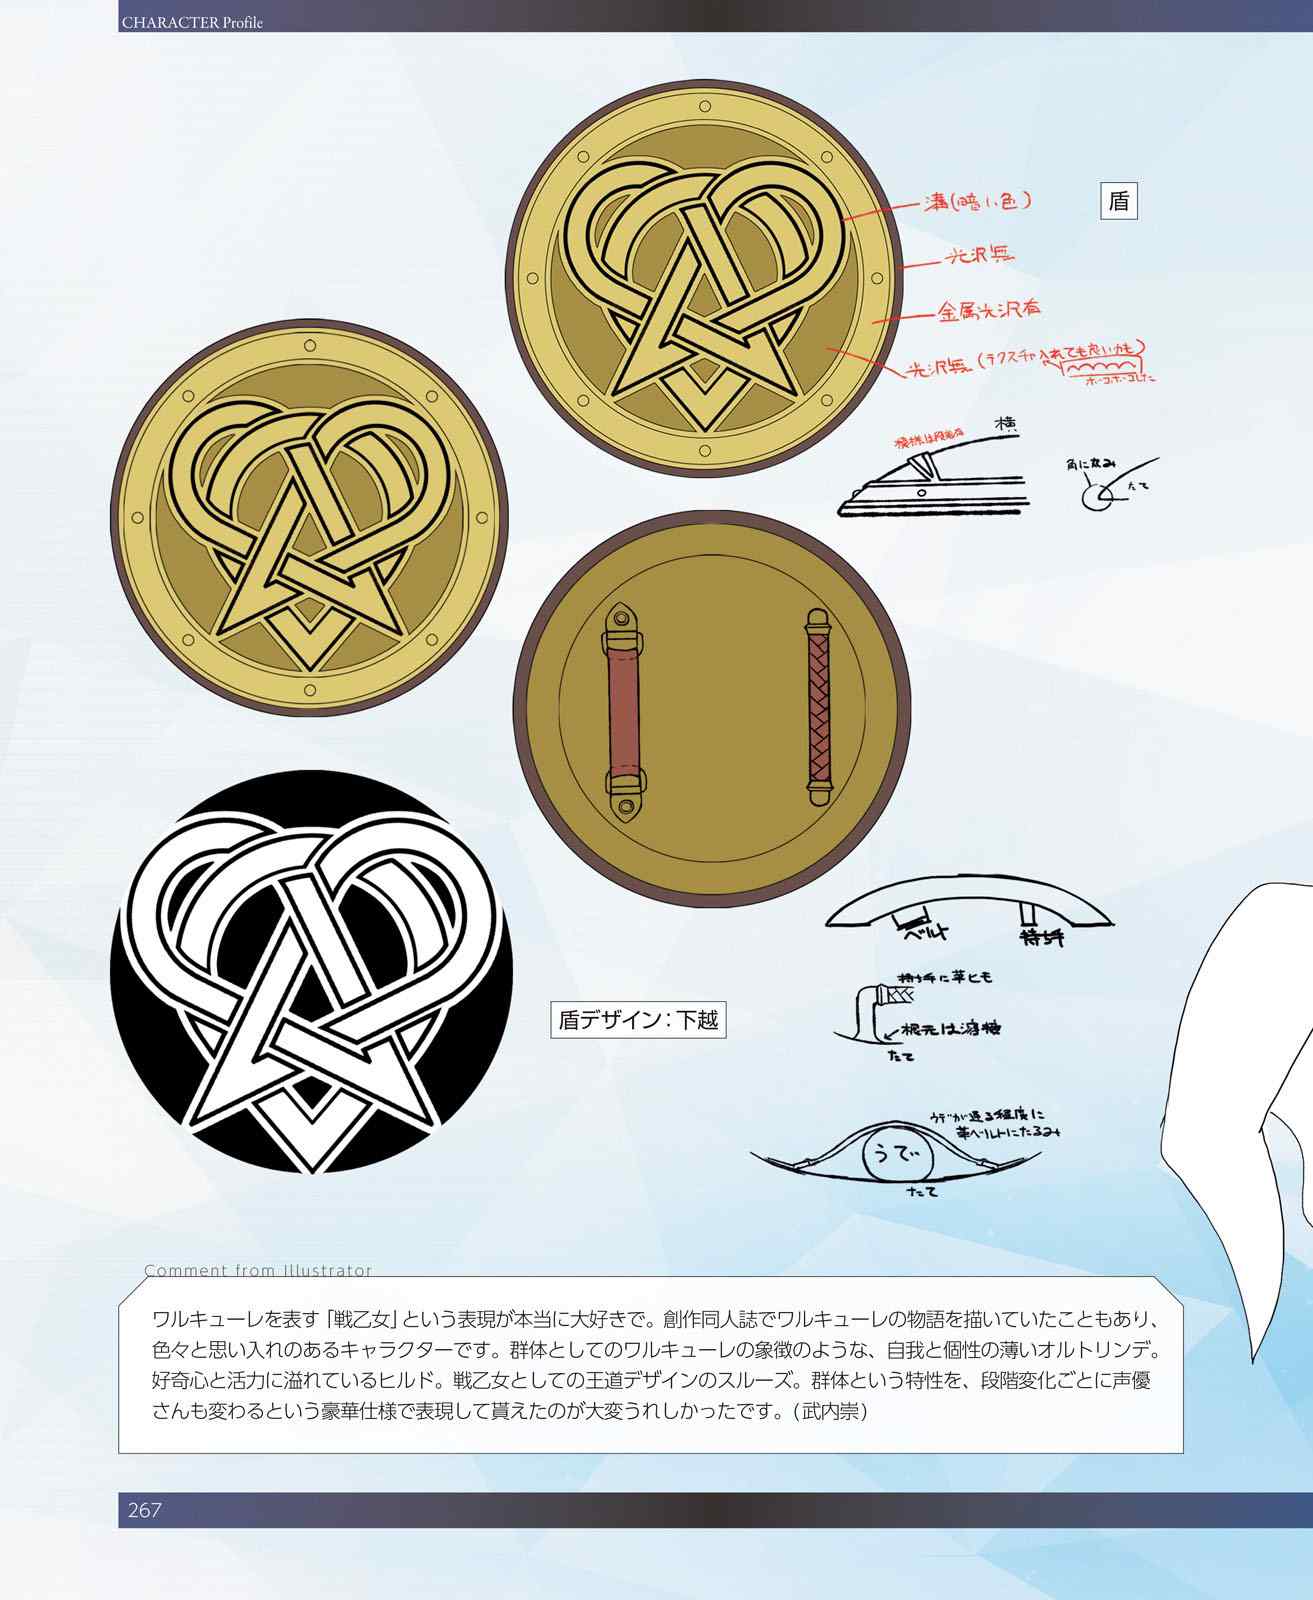 CHARACTER Profile
盾
溝(暗い色)
光沢無
金属光沢有
光沢無(テクスチャ入れても良いかも)
ボコボコした
横
模様は段差有
角に丸み
たて
ベルト
持ち手
持ち手に革ヒモ
根元は溶接
たて
盾デザイン：下越
ウデが通る程度に
革ベルトにたるみ
うで
たて
Comment from Illustrator
ワルキューレを表す「戦乙女」という表現が本当に大好きで。創作同人誌でワルキューレの物語を描いていたこともあり、
色々と思い入れのあるキャラクターです。群体としてのワルキューレの象徴のような、自我と個性の薄いオルトリンデ。
好奇心と活力に溢れているヒルド。戦乙女としての王道デザインのスルーズ。群体という特性を、段階変化ごとに声優
さんも変わるという豪華仕様で表現して貰えたのが大変うれしかったです。(武内崇)
267